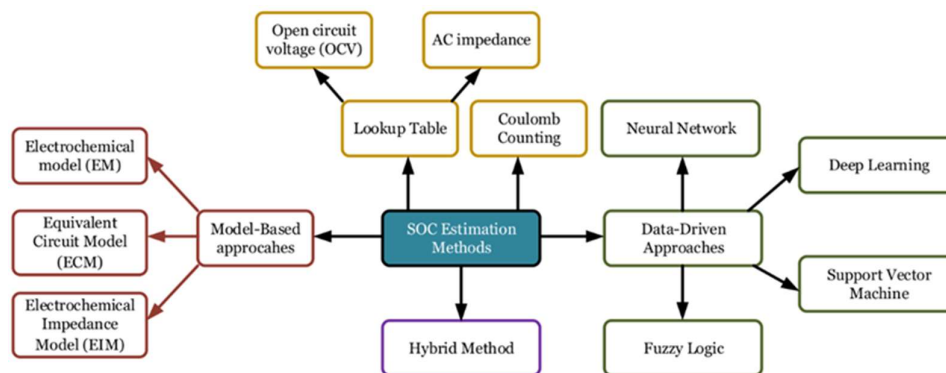 Open circuit
voltage (OCV)
AC impedance
Lookup Table
Coulomb
Counting
Neural Network
Electrochemical
model (EM)
Deep Learning
Equivalent
Circuit Model
(ECM)
Model-Based
approcahes
SOC Estimation
Methods
Data-Driven
Approaches
Support Vector
Machine
Electrochemical
Impedance
Model (EIM)
Hybrid Method
Fuzzy Logic